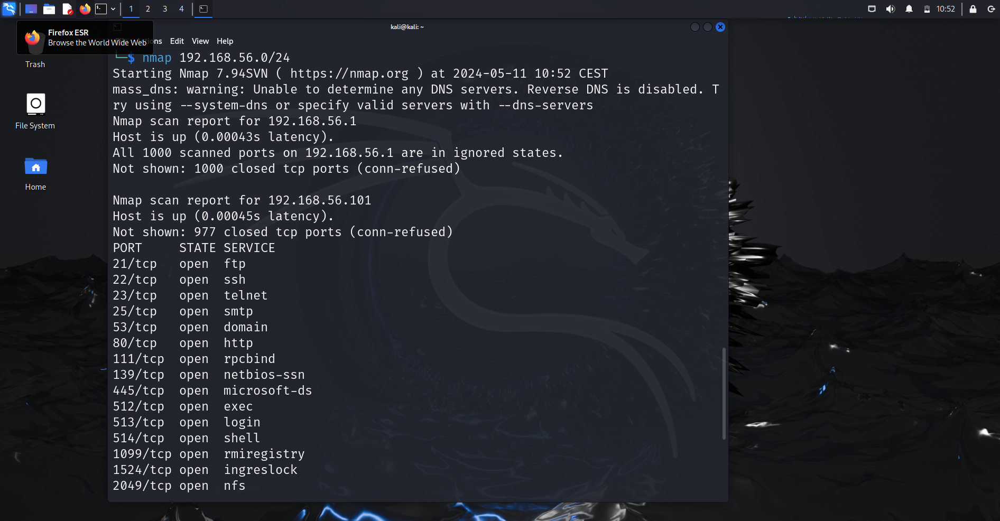 1 2 3 4
10:52
Firefox ESR
Browse the World Wide Web
kali@kali: ~
ons Edit View Help
Trash
File System
Home
└─$ nmap 192.168.56.0/24
Starting Nmap 7.94SVN ( https://nmap.org ) at 2024-05-11 10:52 CEST
mass_dns: warning: Unable to determine any DNS servers. Reverse DNS is disabled. T
ry using --system-dns or specify valid servers with --dns-servers
Nmap scan report for 192.168.56.1
Host is up (0.00043s latency).
All 1000 scanned ports on 192.168.56.1 are in ignored states.
Not shown: 1000 closed tcp ports (conn-refused)
Nmap scan report for 192.168.56.101
Host is up (0.00045s latency).
Not shown: 977 closed tcp ports (conn-refused)
PORT     STATE SERVICE
21/tcp   open  ftp
22/tcp   open  ssh
23/tcp   open  telnet
25/tcp   open  smtp
53/tcp   open  domain
80/tcp   open  http
111/tcp  open  rpcbind
139/tcp  open  netbios-ssn
445/tcp  open  microsoft-ds
512/tcp  open  exec
513/tcp  open  login
514/tcp  open  shell
1099/tcp open  rmiregistry
1524/tcp open  ingreslock
2049/tcp open  nfs